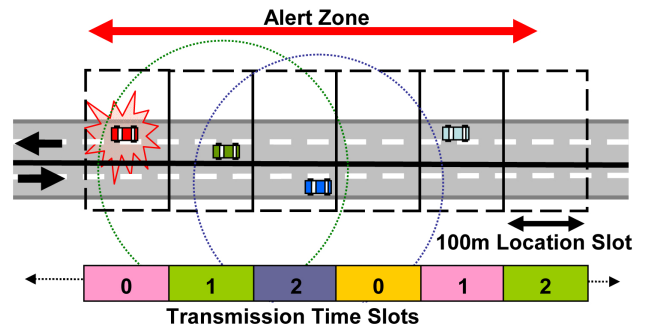 Alert Zone
100m Location Slot
0 1 2 0 1 2
Transmission Time Slots